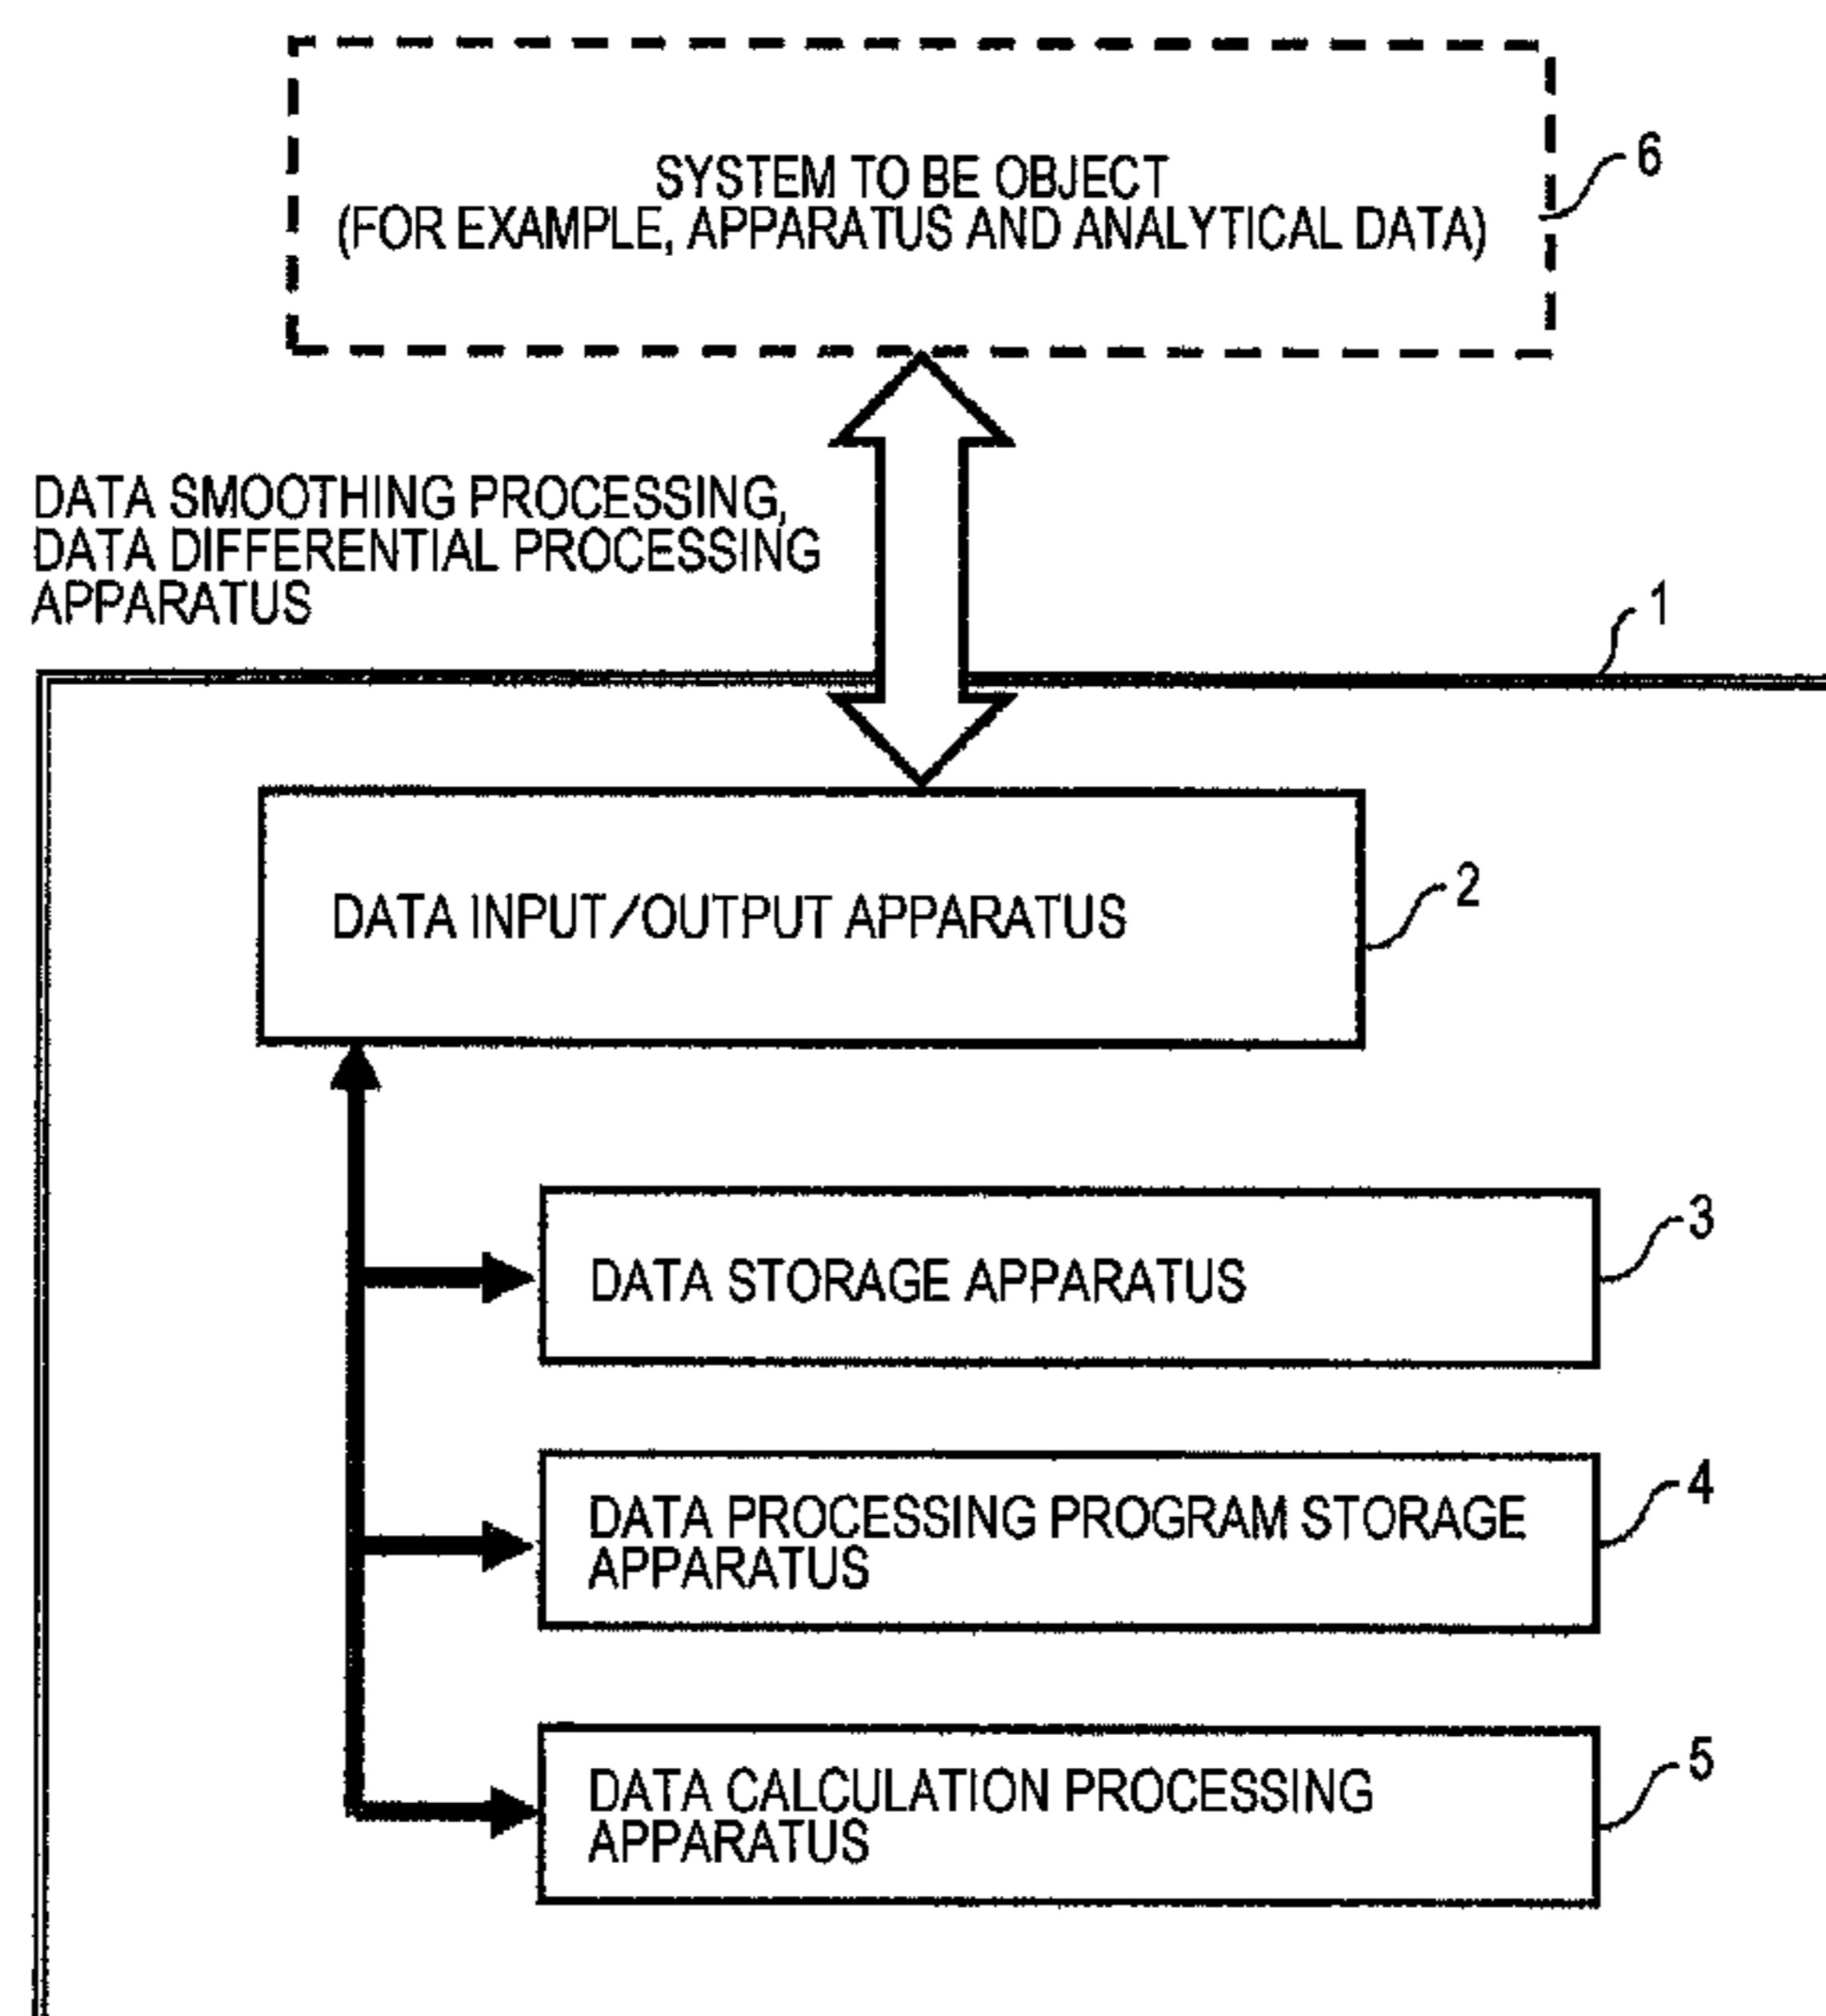 SYSTEM TO BE OBJECT
(FOR EXAMPLE, APPARATUS AND ANALYTICAL DATA)
6
DATA SMOOTHING PROCESSING,
DATA DIFFERENTIAL PROCESSING
APPARATUS
1
DATA INPUT/OUTPUT APPARATUS
2
DATA STORAGE APPARATUS
3
DATA PROCESSING PROGRAM STORAGE
APPARATUS
4
DATA CALCULATION PROCESSING
APPARATUS
5